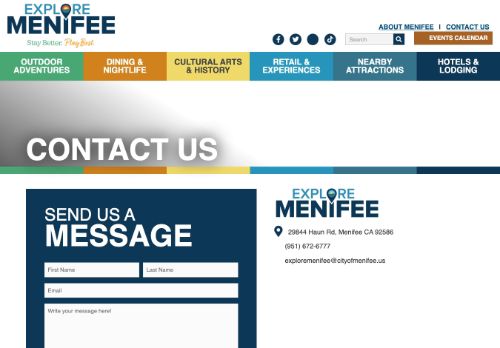 EXPLORE
MENIFEE
Stay Better. Play Best.
ABOUT MENIFEE | CONTACT US
Search
EVENTS CALENDAR
OUTDOOR
ADVENTURES
DINING &
NIGHTLIFE
CULTURAL ARTS
& HISTORY
RETAIL &
EXPERIENCES
NEARBY
ATTRACTIONS
HOTELS &
LODGING
CONTACT US
SEND US A
MESSAGE
First Name
Last Name
Email
Write your message here!
EXPLORE
MENIFEE
29844 Haun Rd, Menifee CA 92586
(951) 672-6777
exploremenifee@cityofmenifee.us